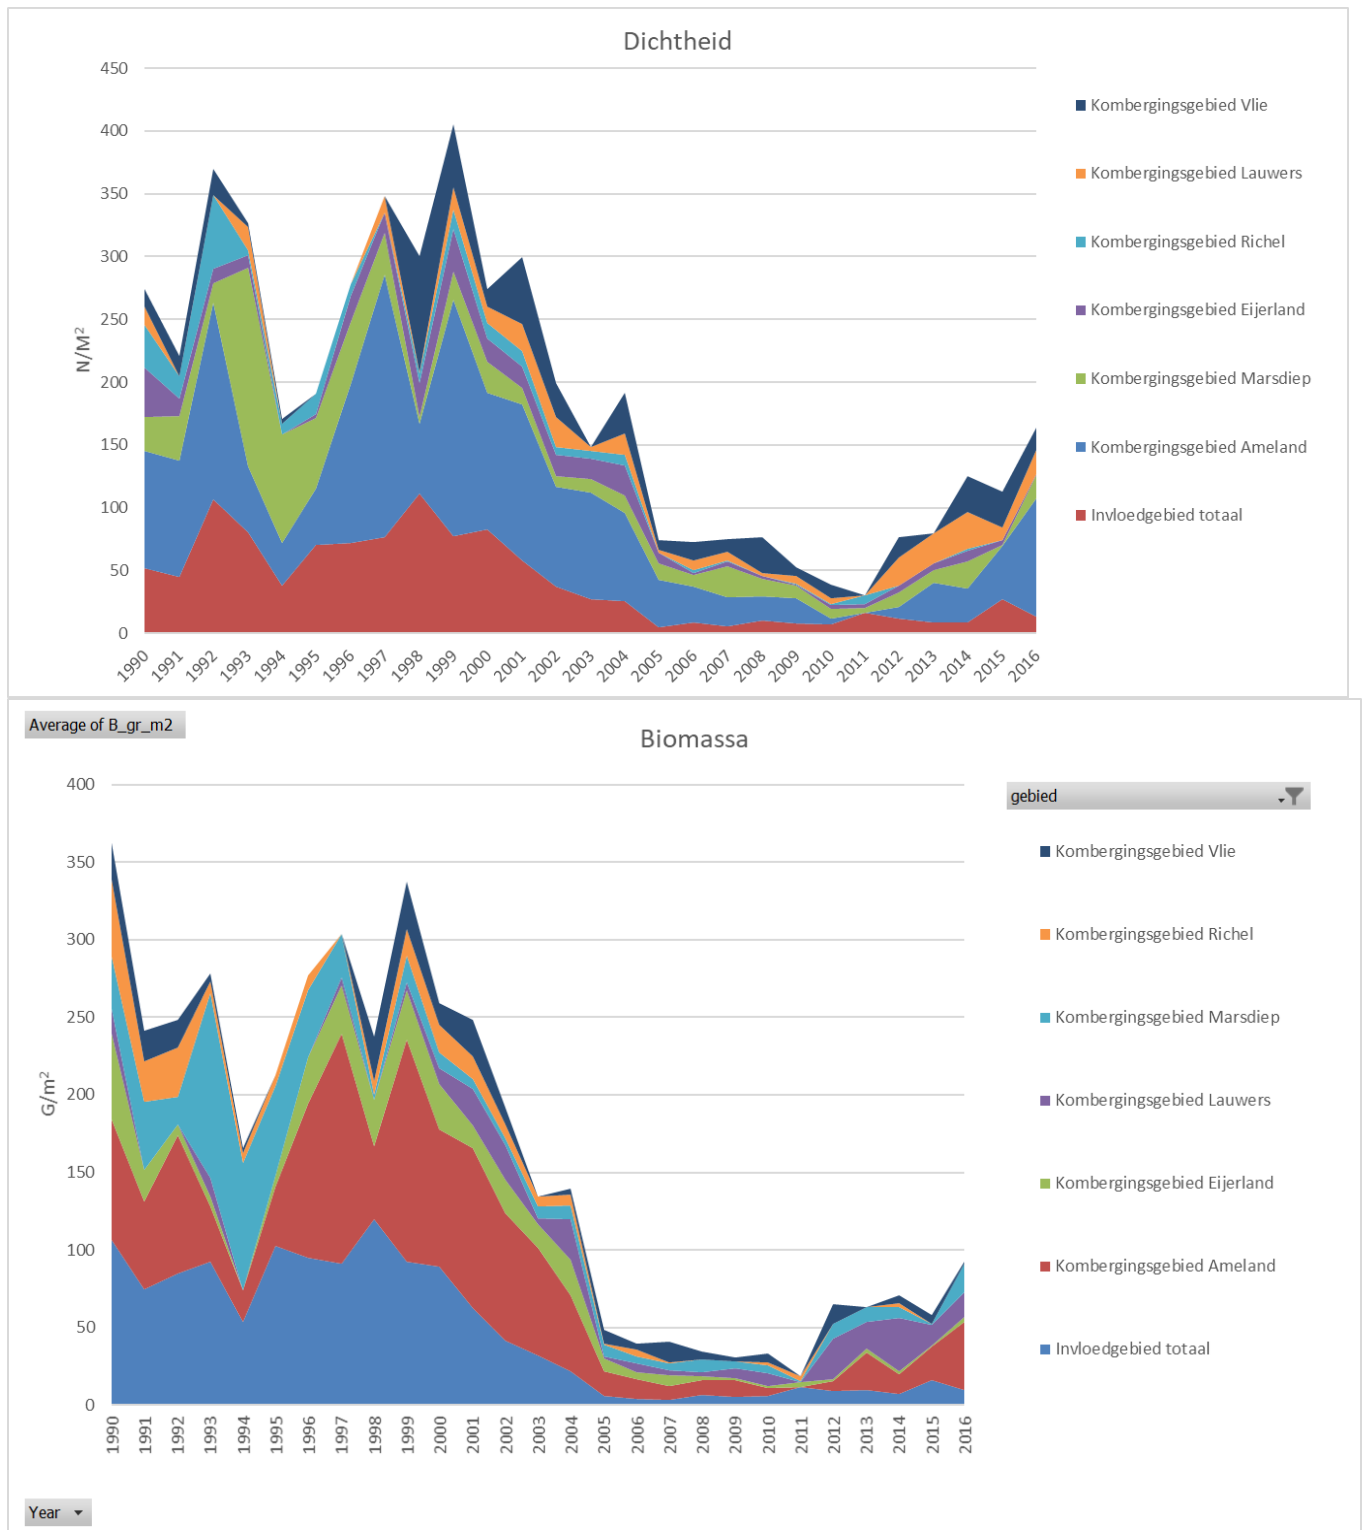 Dichtheid
450
400
350
300
250
200
150
100
50
0
N/M²
1990 1991 1992 1993 1994 1995 1996 1997 1998 1999 2000 2001 2002 2003 2004 2005 2006 2007 2008 2009 2010 2011 2012 2013 2014 2015 2016
Kombergingsgebied Vlie
Kombergingsgebied Lauwers
Kombergingsgebied Richel
Kombergingsgebied Eijerland
Kombergingsgebied Marsdiep
Kombergingsgebied Ameland
Invloedgebied totaal
Average of B_gr_m2
Biomassa
400
350
300
250
200
150
100
50
0
G/m²
1990 1991 1992 1993 1994 1995 1996 1997 1998 1999 2000 2001 2002 2003 2004 2005 2006 2007 2008 2009 2010 2011 2012 2013 2014 2015 2016
gebied
Kombergingsgebied Vlie
Kombergingsgebied Richel
Kombergingsgebied Marsdiep
Kombergingsgebied Lauwers
Kombergingsgebied Eijerland
Kombergingsgebied Ameland
Invloedgebied totaal
Year